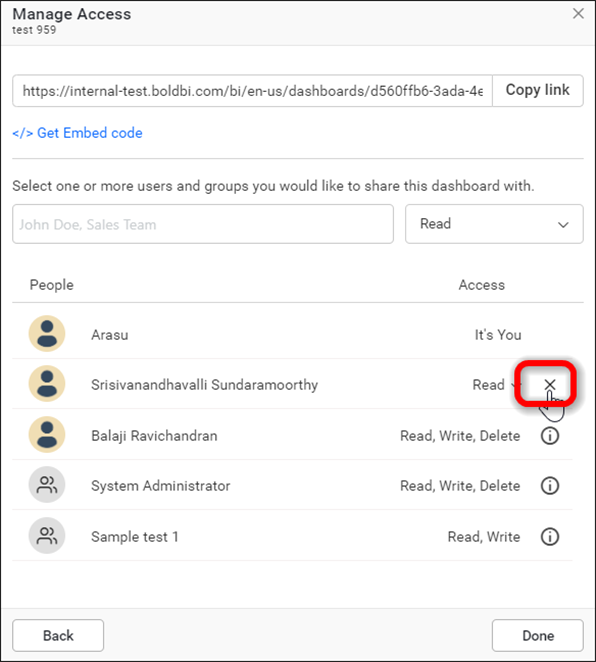 Manage Access
test 959
https://internal-test.boldbi.com/bi/en-us/dashboards/d560ffb6-3ada-4e
Copy link
</> Get Embed code
Select one or more users and groups you would like to share this dashboard with.
John Doe, Sales Team
Read
People Access
Arasu It's You
Srisivanandhavalli Sundaramoorthy Read
Balaji Ravichandran Read, Write, Delete
System Administrator Read, Write, Delete
Sample test 1 Read, Write
Back Done